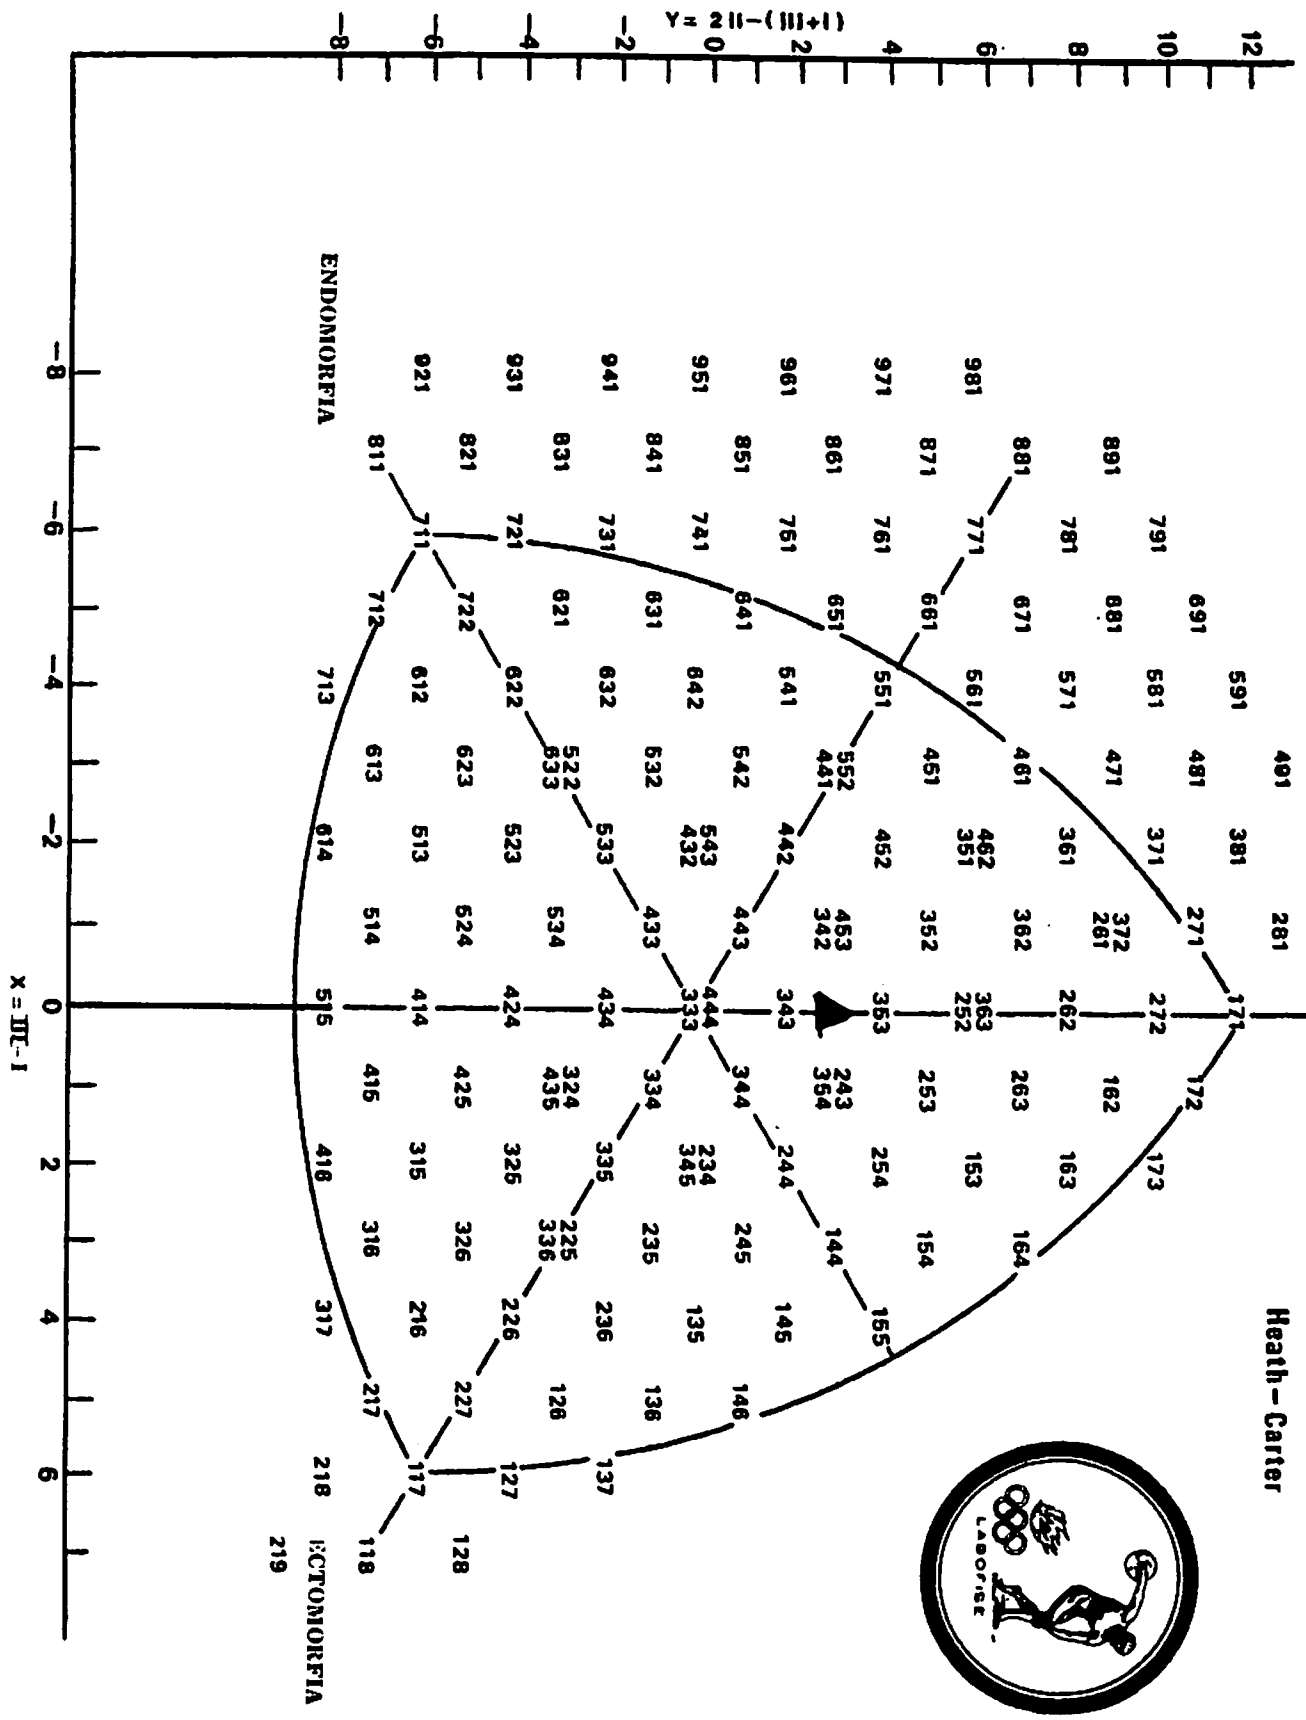 Heath-Carter
LABOFISE
Y = 2II-(III+I)
12
491 281
591 381 171
691 481 271 172
10
791 581 371 272 173
891 681 471 372 162
261
8
781 571 361 262 163
881 671 461 362 263 164
6
981 771 561 462 363 153
351 252
871 661 451 352 253 154
4
971 761 551 452 353 254 155
861 651 552 453 243 144
441 342 354
2
961 751 541 442 343 244 145
851 641 542 443 344 245 146
0
951 741 642 543 444 234 135
432 333 345
841 631 532 433 334 235 136
-2
941 731 632 533 434 335 236 137
831 621 522 534 324 225 126
633 435 336
-4
931 721 622 523 424 325 226 127
821 722 623 524 425 326 227 128
-6
921 711 612 513 414 315 216 117
811 712 613 514 415 316 217 118
-8
ENDOMORFIA 713 614 515 416 317 218 ECTOMORFIA
219
-8 -6 -4 -2 0 2 4 6
X = III-I